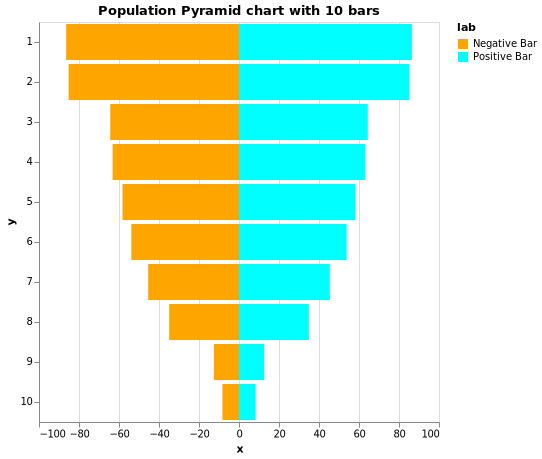 Population Pyramid chart with 10 bars
lab
Negative Bar
Positive Bar
y
1
2
3
4
5
6
7
8
9
10
−100 −80 −60 −40 −20 0 20 40 60 80 100
x